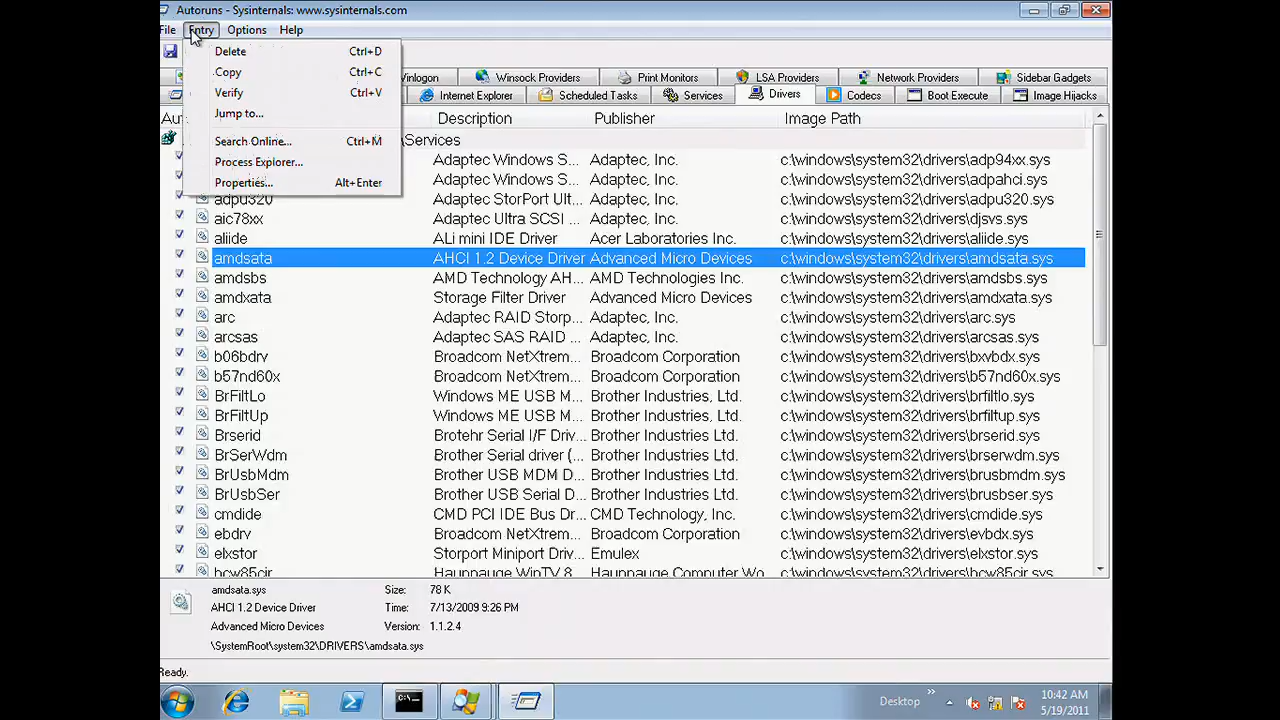 Autoruns - Sysinternals: www.sysinternals.com
File Entry Options Help
Delete Ctrl+D
Copy Ctrl+C
Verify Ctrl+V
Jump to...
Search Online... Ctrl+M
Process Explorer...
Properties... Alt+Enter
Winlogon Winsock Providers Print Monitors LSA Providers Network Providers Sidebar Gadgets
Internet Explorer Scheduled Tasks Services Drivers Codecs Boot Execute Image Hijacks
Description Publisher Image Path
\Services
Adaptec Windows S... Adaptec, Inc. c:\windows\system32\drivers\adp94xx.sys
Adaptec Windows S... Adaptec, Inc. c:\windows\system32\drivers\adpahci.sys
adpu320 Adaptec StorPort Ult... Adaptec, Inc. c:\windows\system32\drivers\adpu320.sys
aic78xx Adaptec Ultra SCSI ... Adaptec, Inc. c:\windows\system32\drivers\djsvs.sys
aliide ALi mini IDE Driver Acer Laboratories Inc. c:\windows\system32\drivers\aliide.sys
amdsata AHCI 1.2 Device Driver Advanced Micro Devices c:\windows\system32\drivers\amdsata.sys
amdsbs AMD Technology AH... AMD Technologies Inc. c:\windows\system32\drivers\amdsbs.sys
amdxata Storage Filter Driver Advanced Micro Devices c:\windows\system32\drivers\amdxata.sys
arc Adaptec RAID Storp... Adaptec, Inc. c:\windows\system32\drivers\arc.sys
arcsas Adaptec SAS RAID ... Adaptec, Inc. c:\windows\system32\drivers\arcsas.sys
b06bdrv Broadcom NetXtrem... Broadcom Corporation c:\windows\system32\drivers\bxvbdx.sys
b57nd60x Broadcom NetXtrem... Broadcom Corporation c:\windows\system32\drivers\b57nd60x.sys
BrFiltLo Windows ME USB M... Brother Industries, Ltd. c:\windows\system32\drivers\brfiltlo.sys
BrFiltUp Windows ME USB M... Brother Industries, Ltd. c:\windows\system32\drivers\brfiltup.sys
Brserid Brotehr Serial I/F Driv... Brother Industries Ltd. c:\windows\system32\drivers\brserid.sys
BrSerWdm Brother Serial driver (... Brother Industries Ltd. c:\windows\system32\drivers\brserwdm.sys
BrUsbMdm Brother USB MDM D... Brother Industries Ltd. c:\windows\system32\drivers\brusbmdm.sys
BrUsbSer Brother USB Serial D... Brother Industries Ltd. c:\windows\system32\drivers\brusbser.sys
cmdide CMD PCI IDE Bus Dr... CMD Technology, Inc. c:\windows\system32\drivers\cmdide.sys
ebdrv Broadcom NetXtrem... Broadcom Corporation c:\windows\system32\drivers\evbdx.sys
elxstor Storport Miniport Driv... Emulex c:\windows\system32\drivers\elxstor.sys
hcw85cir Hauppauge WinTV 8... Hauppauge Computer Wo... c:\windows\system32\drivers\hcw85cir.sys
amdsata.sys Size: 78 K
AHCI 1.2 Device Driver Time: 7/13/2009 9:26 PM
Advanced Micro Devices Version: 1.1.2.4
\SystemRoot\system32\DRIVERS\amdsata.sys
Ready.
Desktop » 10:42 AM
5/19/2011